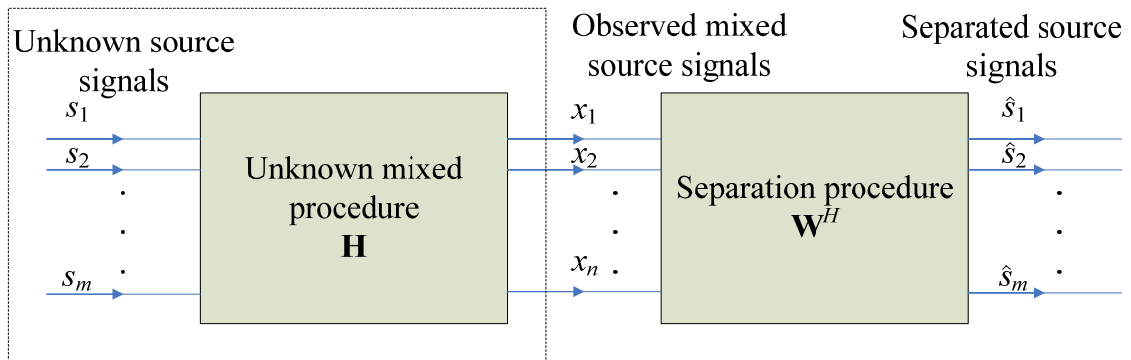 Unknown source
signals
s1
s2
sm
Unknown mixed
procedure
H
Observed mixed
source signals
x1
x2
xn
Separation procedure
W^H
Separated source
signals
ŝ1
ŝ2
ŝm